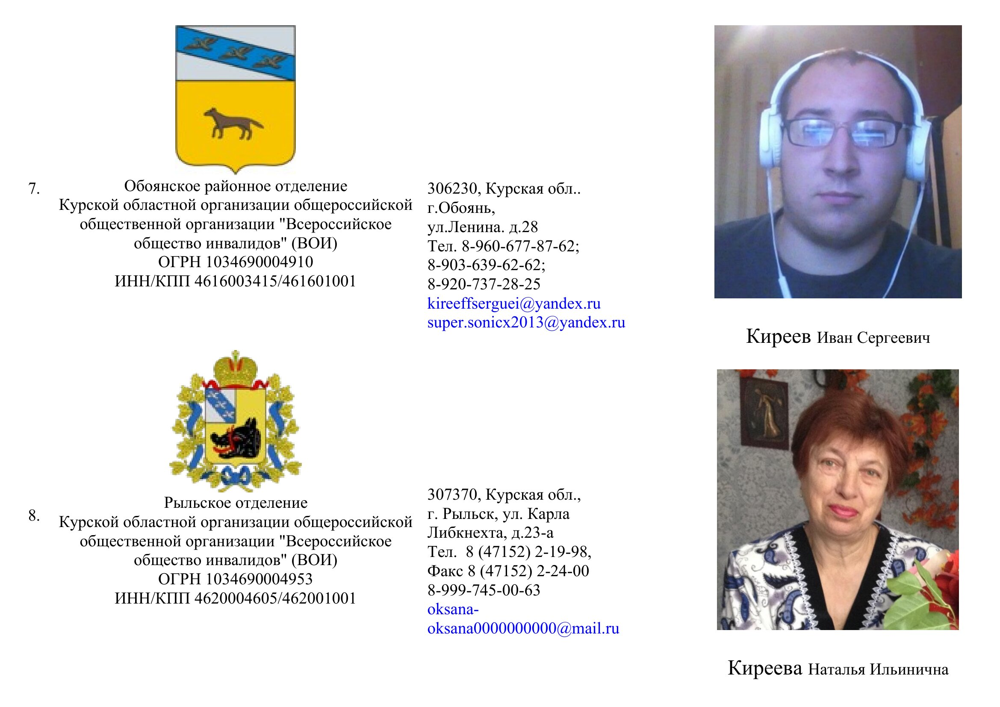 7.
Обоянское районное отделение
Курской областной организации общероссийской
общественной организации "Всероссийское
общество инвалидов" (ВОИ)
ОГРН 1034690004910
ИНН/КПП 4616003415/461601001
306230, Курская обл..
г.Обоянь,
ул.Ленина. д.28
Тел. 8-960-677-87-62;
8-903-639-62-62;
8-920-737-28-25
kireeffserguei@yandex.ru
super.sonicx2013@yandex.ru
Киреев Иван Сергеевич
8.
Рыльское отделение
Курской областной организации общероссийской
общественной организации "Всероссийское
общество инвалидов" (ВОИ)
ОГРН 1034690004953
ИНН/КПП 4620004605/462001001
307370, Курская обл.,
г. Рыльск, ул. Карла
Либкнехта, д.23-а
Тел.  8 (47152) 2-19-98,
Факс 8 (47152) 2-24-00
8-999-745-00-63
oksana-
oksana0000000000@mail.ru
Киреева Наталья Ильинична